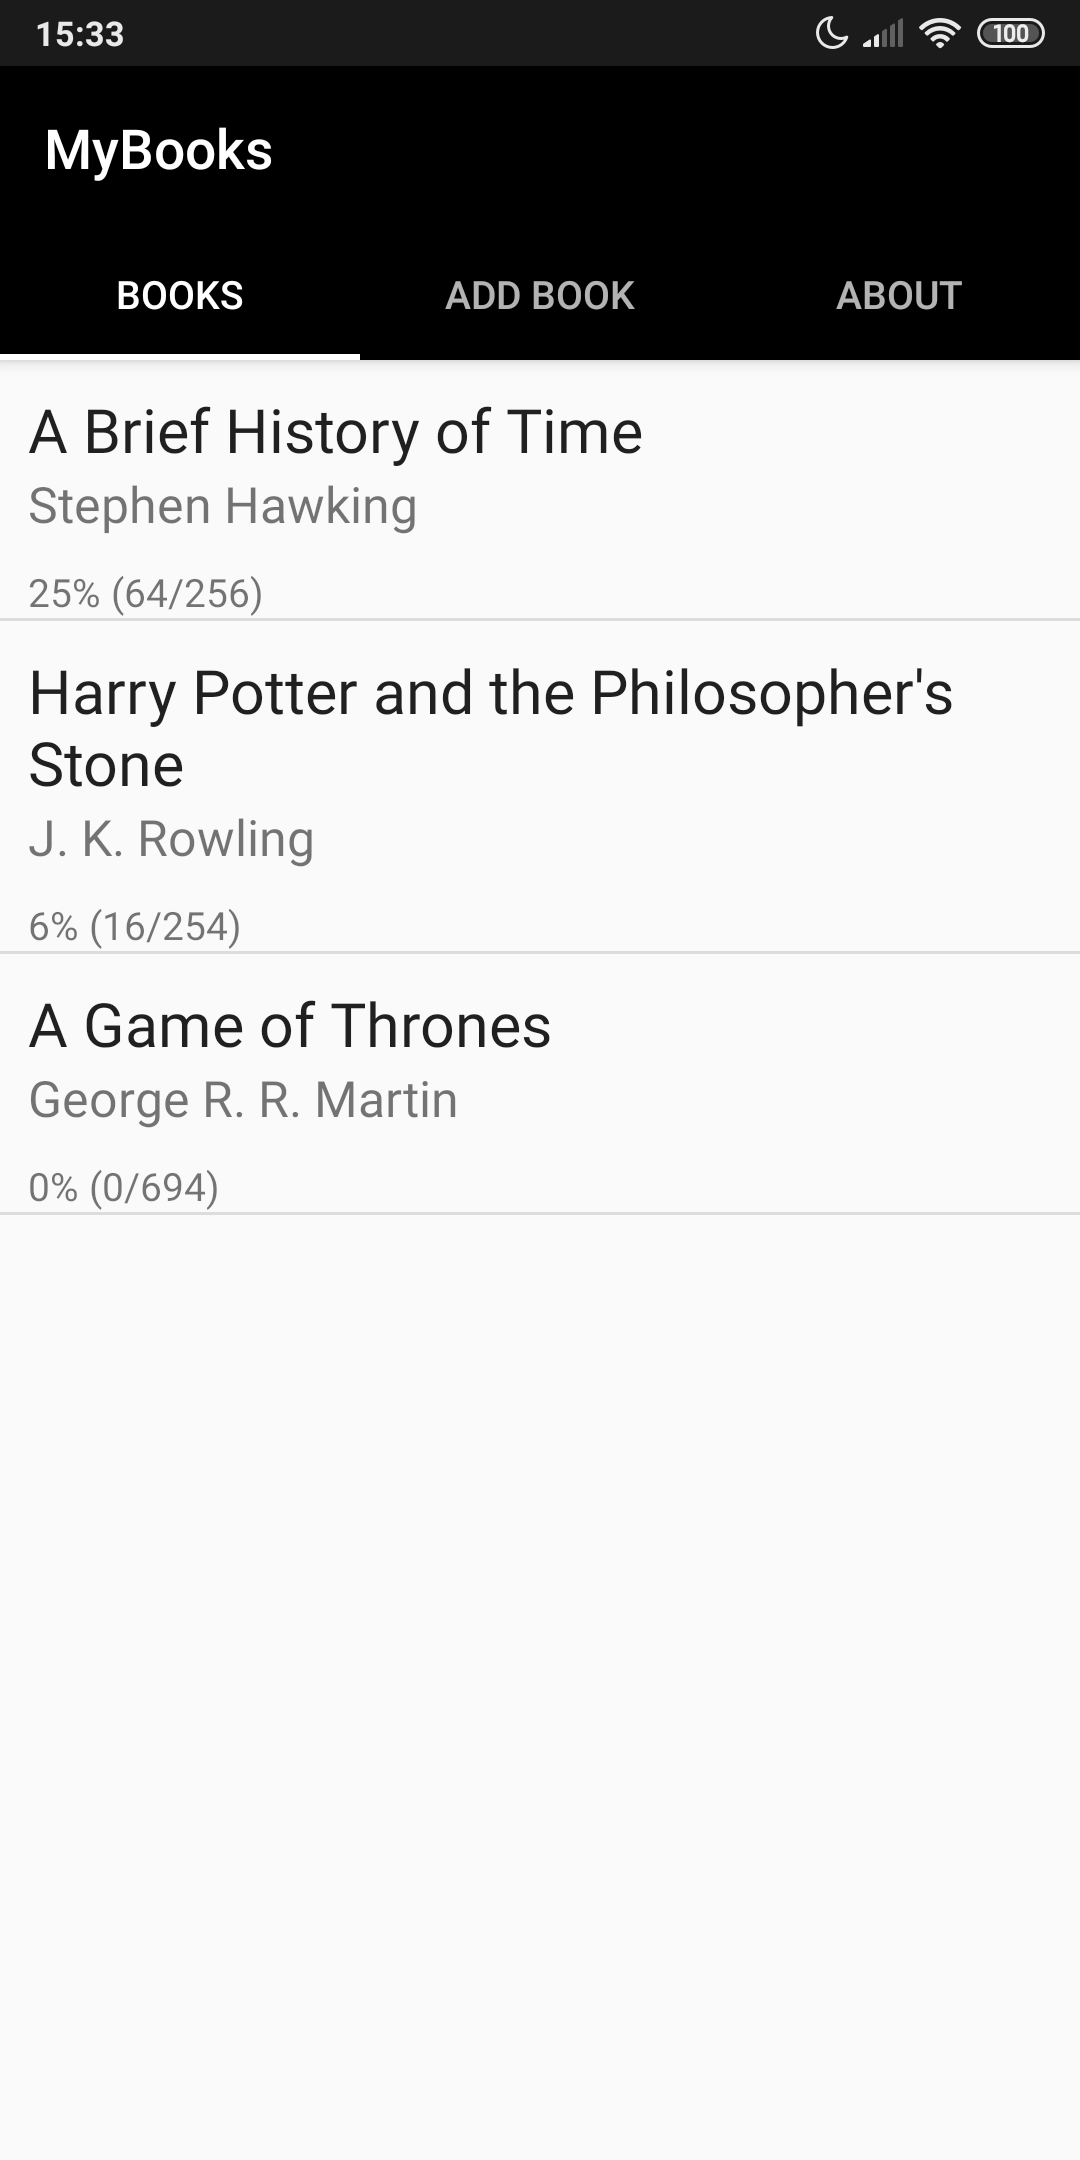 15:33
100
MyBooks
BOOKS
ADD BOOK
ABOUT
A Brief History of Time
Stephen Hawking
25% (64/256)
Harry Potter and the Philosopher's
Stone
J. K. Rowling
6% (16/254)
A Game of Thrones
George R. R. Martin
0% (0/694)